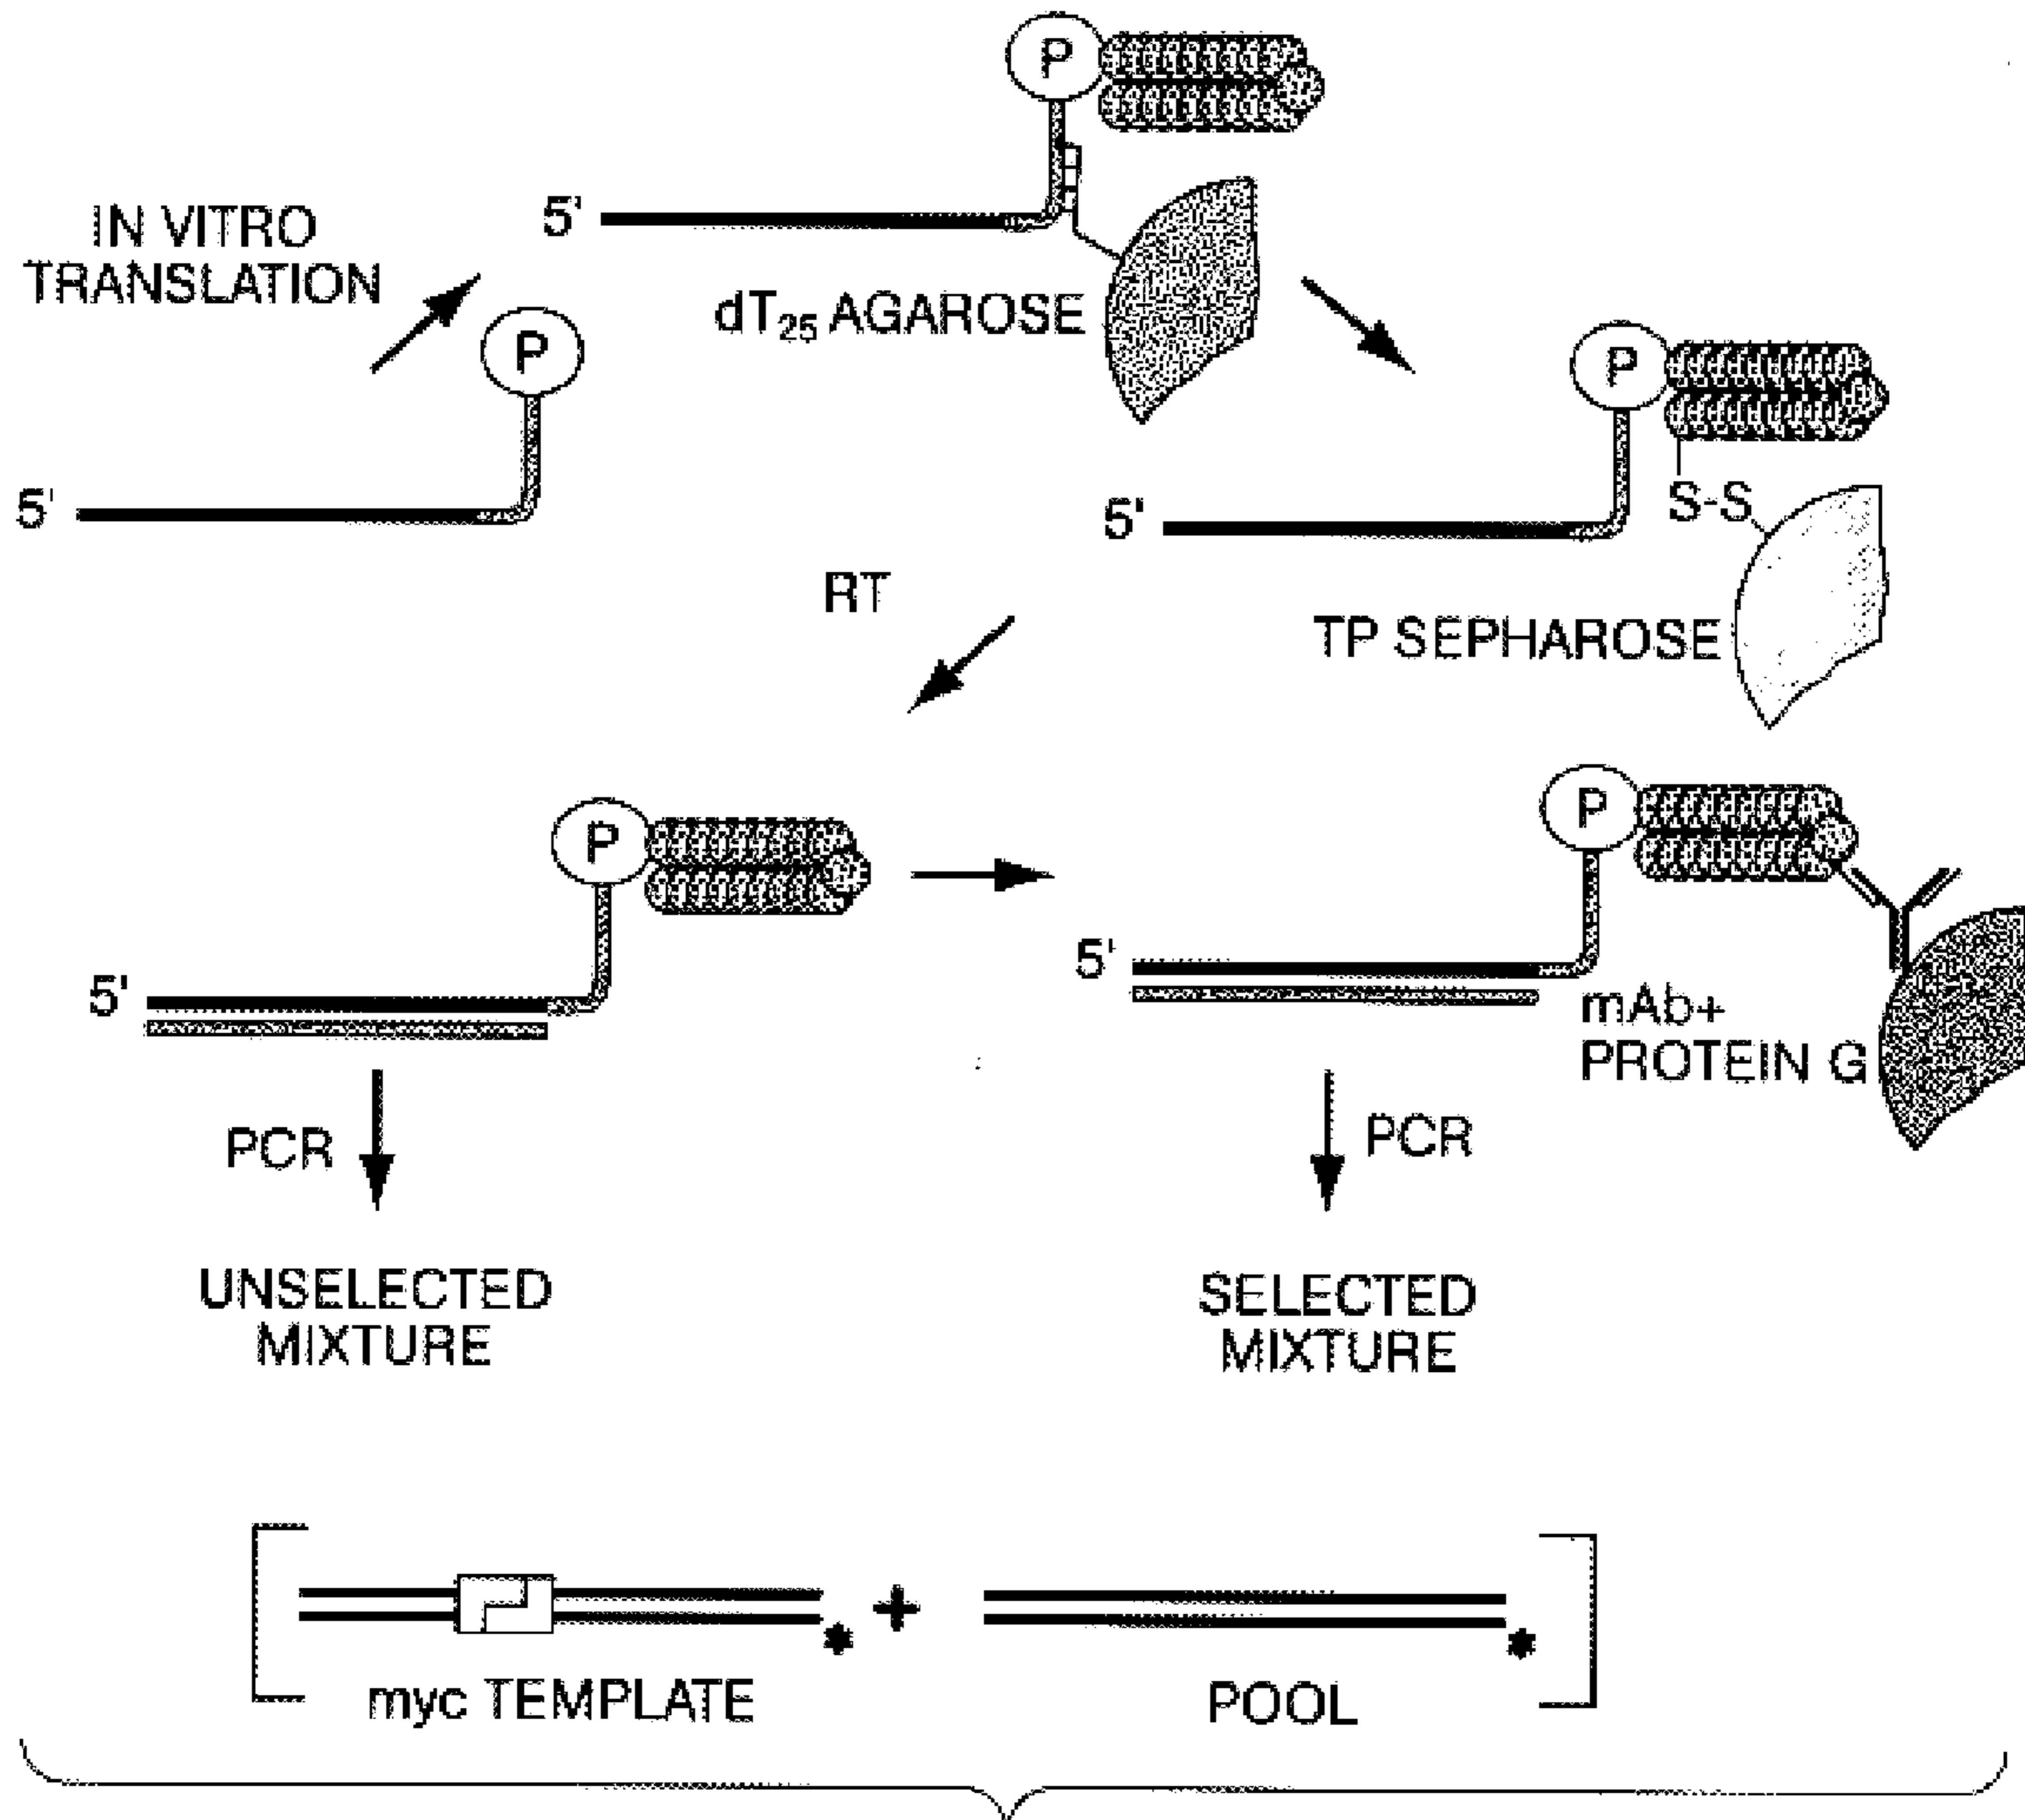 P
IN VITRO
TRANSLATION
5'
dT₂₅ AGAROSE
P
P
5'
5'
S-S
RT
TP SEPHAROSE
P
P
5'
5'
mAb+
PROTEIN G
PCR
PCR
UNSELECTED
MIXTURE
SELECTED
MIXTURE
* + *
myc TEMPLATE
POOL